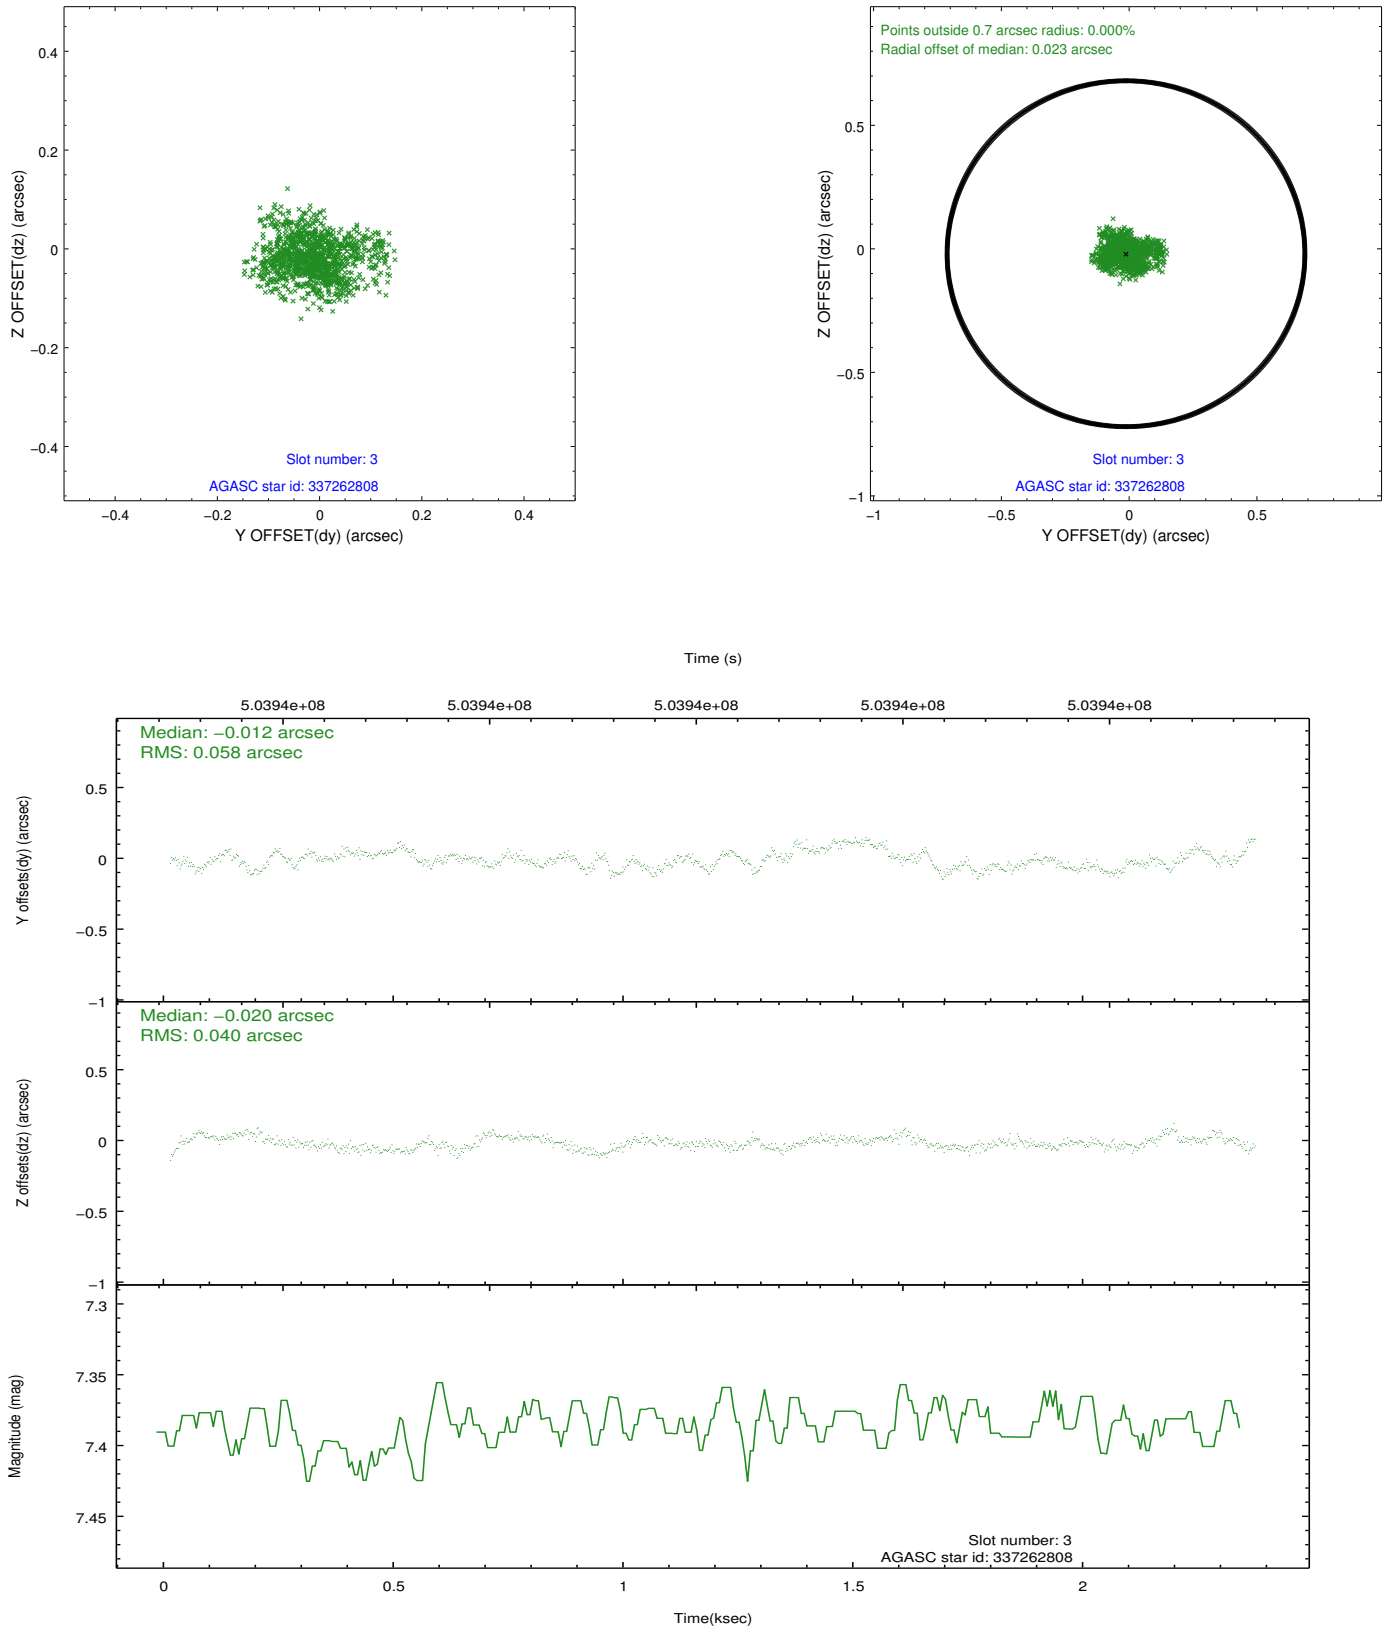 0.4
0.2
0
−0.2
−0.4
Z OFFSET(dz) (arcsec)
Slot number: 3
AGASC star id: 337262808
−0.4 −0.2 0 0.2 0.4
Y OFFSET(dy) (arcsec)
Points outside 0.7 arcsec radius: 0.000%
Radial offset of median: 0.023 arcsec
0.5
0
−0.5
−1
Z OFFSET(dz) (arcsec)
Slot number: 3
AGASC star id: 337262808
−1 −0.5 0 0.5
Y OFFSET(dy) (arcsec)
Time (s)
5.0394e+08 5.0394e+08 5.0394e+08 5.0394e+08 5.0394e+08
Median: −0.012 arcsec
RMS: 0.058 arcsec
0.5
0
−0.5
−1
Y offsets(dy) (arcsec)
Median: −0.020 arcsec
RMS: 0.040 arcsec
0.5
0
−0.5
−1
Z offsets(dz) (arcsec)
7.3
7.35
7.4
7.45
Magnitude (mag)
Slot number: 3
AGASC star id: 337262808
0 0.5 1 1.5 2
Time(ksec)